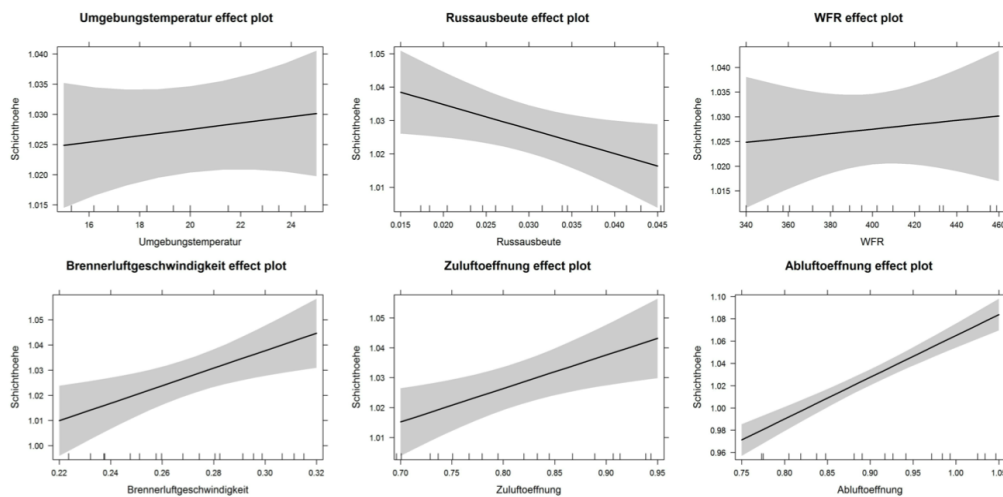 Umgebungstemperatur effect plot
Schichthoehe
1.040
1.035
1.030
1.025
1.020
1.015
16 18 20 22 24
Umgebungstemperatur
Russausbeute effect plot
Schichthoehe
1.05
1.04
1.03
1.02
1.01
0.015 0.020 0.025 0.030 0.035 0.040 0.045
Russausbeute
WFR effect plot
Schichthoehe
1.040
1.035
1.030
1.025
1.020
1.015
340 360 380 400 420 440 460
WFR
Brennerluftgeschwindigkeit effect plot
Schichthoehe
1.05
1.04
1.03
1.02
1.01
1.00
0.22 0.24 0.26 0.28 0.30 0.32
Brennerluftgeschwindigkeit
Zuluftoeffnung effect plot
Schichthoehe
1.05
1.04
1.03
1.02
1.01
0.70 0.75 0.80 0.85 0.90 0.95
Zuluftoeffnung
Abluftoeffnung effect plot
Schichthoehe
1.10
1.08
1.06
1.04
1.02
1.00
0.98
0.96
0.75 0.80 0.85 0.90 0.95 1.00 1.05
Abluftoeffnung